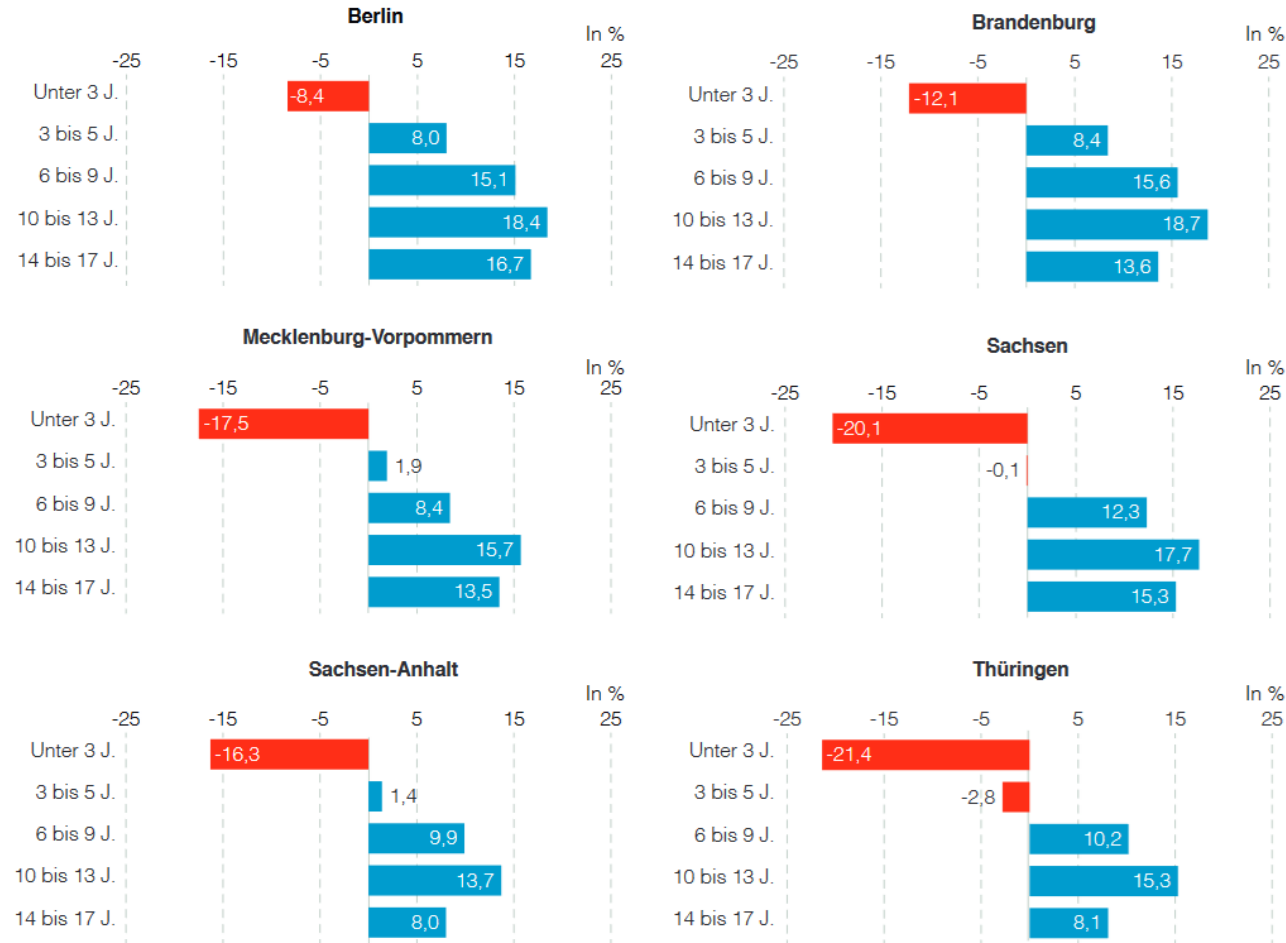 Berlin
In %
-25 -15 -5 5 15 25
Unter 3 J. -8,4
3 bis 5 J. 8,0
6 bis 9 J. 15,1
10 bis 13 J. 18,4
14 bis 17 J. 16,7
Brandenburg
In %
-25 -15 -5 5 15 25
Unter 3 J. -12,1
3 bis 5 J. 8,4
6 bis 9 J. 15,6
10 bis 13 J. 18,7
14 bis 17 J. 13,6
Mecklenburg-Vorpommern
In %
-25 -15 -5 5 15 25
Unter 3 J. -17,5
3 bis 5 J. 1,9
6 bis 9 J. 8,4
10 bis 13 J. 15,7
14 bis 17 J. 13,5
Sachsen
In %
-25 -15 -5 5 15 25
Unter 3 J. -20,1
3 bis 5 J. -0,1
6 bis 9 J. 12,3
10 bis 13 J. 17,7
14 bis 17 J. 15,3
Sachsen-Anhalt
In %
-25 -15 -5 5 15 25
Unter 3 J. -16,3
3 bis 5 J. 1,4
6 bis 9 J. 9,9
10 bis 13 J. 13,7
14 bis 17 J. 8,0
Thüringen
In %
-25 -15 -5 5 15 25
Unter 3 J. -21,4
3 bis 5 J. -2,8
6 bis 9 J. 10,2
10 bis 13 J. 15,3
14 bis 17 J. 8,1